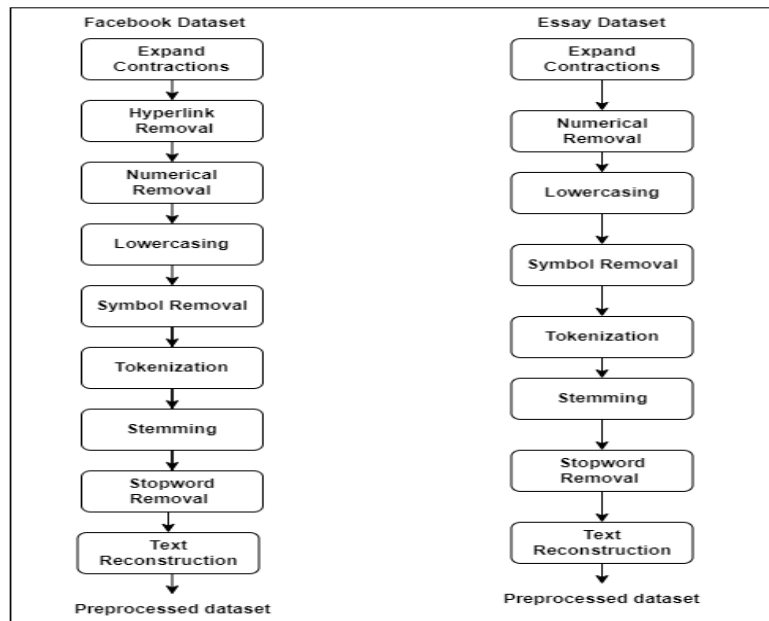 Facebook Dataset
Expand
Contractions
Hyperlink
Removal
Numerical
Removal
Lowercasing
Symbol Removal
Tokenization
Stemming
Stopword
Removal
Text
Reconstruction
Preprocessed dataset
Essay Dataset
Expand
Contractions
Numerical
Removal
Lowercasing
Symbol Removal
Tokenization
Stemming
Stopword
Removal
Text
Reconstruction
Preprocessed dataset